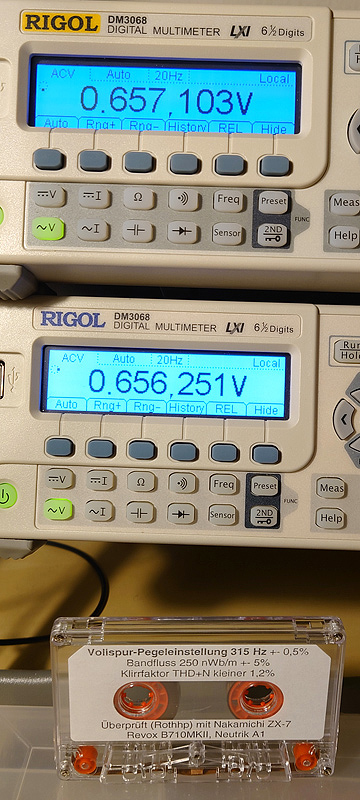 RIGOL DM3068 DIGITAL MULTIMETER LXI 6½ Digits
ACV Auto 20Hz Local
0.657,103V
Auto Rng+ Rng- History REL Hide
⎓V ⎓I Ω Freq Preset
FUNC
~V ~I Sensor 2ND
Meas
Help
RIGOL DM3068 DIGITAL MULTIMETER LXI 6½ Digits
ACV Auto 20Hz Local
0.656,251V
Auto Rng+ Rng- History REL Hide
⎓V ⎓I Ω Freq Preset
FUNC
~V ~I Sensor 2ND
Meas
Help
Vollspur-Pegeleinstellung 315 Hz +- 0,5%
Bandfluss 250 nWb/m +- 5%
Klirrfaktor THD+N kleiner 1,2%
Überprüft (Rothhp) mit Nakamichi ZX-7
Revox B710MKII, Neutrik A1